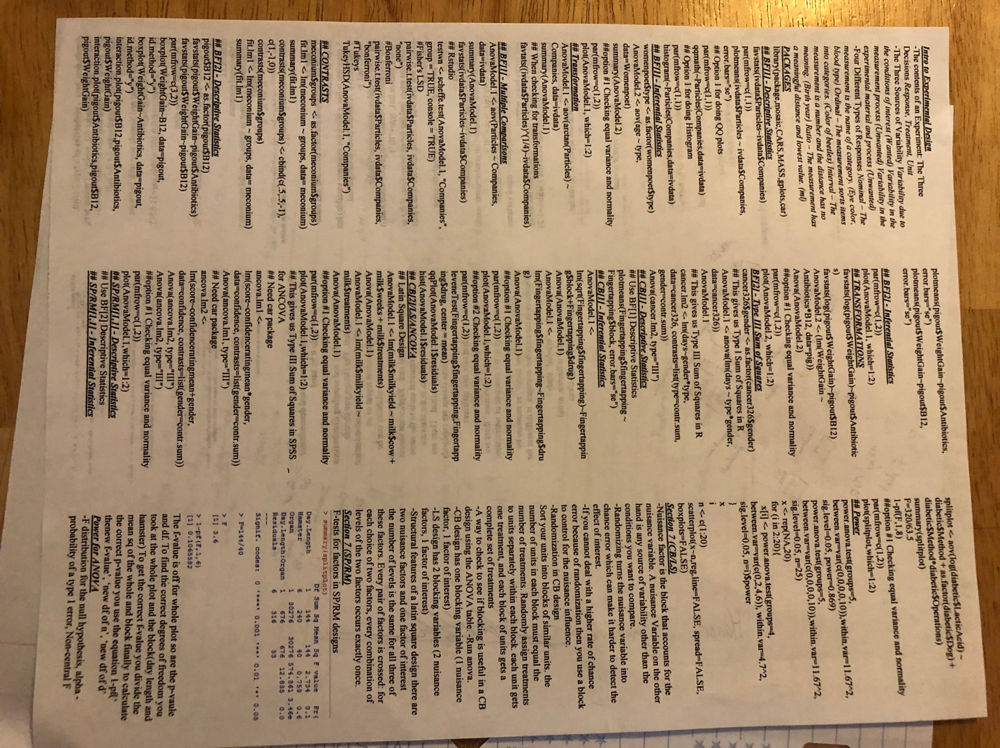 Intro to Experimental Design
-The contents of an Experiment: The Three
Decisions Response, Treatment, Unit
-The Three Sources of Variability Variability due to
the conditions of interest (Wanted) Variability in the
measurement process (Unwanted) Variability in the
experimental material and process (Unwanted)
-Four Different Types of Responses Nominal – The
measurement is the name of a category. (Eye color,
blood type) Ordinal – The measurement sorts items
into categories. (Color of beetles) Interval – The
measurement is a number and the distance has no
meaning. (Birth year) Ratio – The measurement has
a meaningful distance and lowest value. (ml)
PACKAGES
library(package,mosaic,CARS,MASS,gplots,car)
## BF[1] - Descriptive Statistics
favstats(ivdata$Particles~ivdata$Companies)
par(mfrow=c(1,1))
plotmeans(ivdata$Particles ~ ivdata$Companies,
error.bars="se")
## Option 1 for doing QQ plots
par(mfrow=c(1,1))
qqmath(~Particles|Companies,data=ivdata)
## Option 1 for doing Histogram
par(mfrow=c(1,1))
histogram(~Particles|Companies,data=ivdata)
## BF[1] - Inferential Statistics
womenpoet$type <- as.factor(womenpoet$type)
AnovaModel.2 <- aov(age ~ type,
data=Womenpoet)
summary(AnovaModel.2)
##option #1 Checking equal variance and normality
par(mfrow=c(1,2))
plot(AnovaModel.1, which=1:2)
## Transformation
AnovaModel.1 <- aov(arctan(Particles) ~
Companies, data=ivdata)
summary(AnovaModel.1)
## When checking for transformations
favtats((ivdata$Particles)^(1/4)~ivdata$Companies)
## BF[1] - Multiple Comparisons
AnovaModel.1 <- aov(Particles ~ Companies,
data=ivdata)
summary(AnovaModel.1)
favstats(ivdata$Particles~ivdata$Companies)
## Rstudio
testww <- scheffe.test(AnovaModel.1, "Companies",
group = TRUE, console = TRUE)
#Fisher's LSD
pairwise.t.test(ivdata$Particles, ivdata$Companies,
"none")
#Bonferroni
pairwise.t.test(ivdata$Particles, ivdata$Companies,
"bonferroni")
#Tukeys
TukeyHSD(AnovaModel.1, "Companies")
## CONTRASTS
meconium$groups <- as.factor(meconium$groups)
fit.lm1 <- lm(meconium ~ groups, data= meconium)
summary(fit.lm1)
contrasts(meconium$groups) <- cbind(c(.5,.5,-1),
c(1,-1,0))
contrasts(meconium$groups)
fit.lm1 <- lm(meconium ~ groups, data= meconium)
summary(fit.lm1)
## BF[2] - Descriptive Statistics
pigout$B12 <- as.factor(pigout$B12)
favstats(pigout$WeightGain~pigout$Antibiotics)
favstats(pigout$WeightGain~pigout$B12)
par(mfrow=c(3,2))
boxplot(WeightGain~B12, data=pigout,
id.method="y")
boxplot(WeightGain~Antibiotics, data=pigout,
id.method="y")
interaction.plot(pigout$B12,pigout$Antibiotics,
pigout$WeightGain)
interaction.plot(pigout$Antibiotics,pigout$B12,
pigout$WeightGain)
plotmeans(pigout$WeightGain~pigout$Antibiotics,
error.bars="se")
plotmeans(pigout$WeightGain~pigout$B12,
error.bars="se")
## BF[2] - Inferential Statistics
par(mfrow=c(1,2))
plot(AnovaModel.1, which=1:2)
## TRANSFORMATIONS
favstats(log(pigout$WeightGain)~pigout$Antibiotic
s)
favstats(log(pigout$WeightGain)~pigout$B12)
AnovaModel.2 <- (lm(WeightGain ~
Antibiotics*B12, data=pig))
Anova(AnovaModel.2)
##option #1 Checking equal variance and normality
par(mfrow=c(1,2))
plot(AnovaModel.2, which=1:2)
BF[2] - Type III Sum of Squares
cancer326$gender <- as.factor(cancer326$gender)
## This gives us Type I Sum of Squares in R
AnovaModel.1 <- anova(lm(days ~ type*gender,
data=cancer326))
AnovaModel.1
## This gives us Type III Sum of Squares in R
cancer.lm2 <- lm(days~gender*type,
data=cancer326, contrasts=list(type=contr.sum,
gender=contr.sum))
Anova(cancer.lm2, type="III")
## CB[1] - Descriptive Statistics
## Use BF[1] Descriptive Statistics
plotmeans(Fingertapping$fingertapping ~
Fingertapping$block, error.bars="se")
## CB[1] - Inferential Statistics
AnovaModel.1 <-
lm(sqrt(Fingertapping$fingertapping)~Fingertappin
g$block+Fingertapping$drug)
AnovaModel.1
Anova(AnovaModel.1)
AnovaModel.1 <-
lm(Fingertapping$fingertapping~Fingertapping$dru
g)
Anova(AnovaModel.1)
##option #1 Checking equal variance and normality
par(mfrow=c(1,2))
plot(AnovaModel.1,which=1:2)
##option #2 Checking equal variance and normality
par(mfrow=c(1,2))
leveneTest(Fingertapping$fingertapping,Fingertapp
ing$drug, center = mean)
qqPlot(AnovaModel.1$residuals)
hist(AnovaModel.1$residuals)
## CB[2]/LS/ANCOVA
## Latin Square Design
AnovaModel.1 <- lm(milk$milkyield ~ milk$cow +
milk$weeks + milk$treatments)
Anova(AnovaModel.1)
AnovaModel.1 <- lm(milk$milkyield ~
milk$treatments)
Anova(AnovaModel.1)
##option #1 Checking equal variance and normality
par(mfrow=c(1,2))
plot(AnovaModel.1,which=1:2)
## This gives us Type III Sum of Squares in SPSS
for ANCOVA
## Need car package
ancova.lm1 <-
lm(score~confidenceratingmean*gender,
data=confidence, contrasts=list(gender=contr.sum))
Anova(ancova.lm1, type="III")
## Need car package
ancova.lm2 <-
lm(score~confidenceratingmean+gender,
data=confidence, contrasts=list(gender=contr.sum))
Anova(ancova.lm2, type="III")
Anova(ancova.lm2, type="III")
##option #1 Checking equal variance and normality
par(mfrow=c(1,2))
plot(AnovaModel.1,which=1:2)
## SP/RM[1,1] - Descriptive Statistics
## Use BF[2] Descriptive Statistics
## SP/RM[1,1] - Inferential Statistics
splitplot <- aov(log(diabetic$LacticAcid) ~
diabetic$Method + as.factor(diabetic$Dog) +
diabetic$Method*diabetic$Operations)
summary(splitplot)
F=320/63.5
1-pf(F,1,8)
##option #1 Checking equal variance and normality
par(mfrow=c(1,2))
plot(splitplot,which=1:2)
## Power
power.anova.test(groups=5,
between.var=var(c(0,0,0,0,10)),within.var=11.67^2,
sig.level=0.05, power=0.869)
power.anova.test(groups=5,
between.var=var(c(0,0,0,0,10)),within.var=11.67^2,
sig.level=0.05, n=25)
x <- rep(NA,20)
for (i in 2:20){
x[i] <- power.anova.test(groups=4,
between.var=var(c(0,2,4,6)), within.var=4.7^2,
sig.level=0.05, n=i)$power
}
x
i
n <- c(1:20)
scatterplot(x~n,reg.line=FALSE, spread=FALSE,
boxplots=FALSE)
Section 7 (CB/LS)
-Nuisance factor is the block that accounts for the
nuisance variable. A nuisance Variable on the other
hand is any source of variability other than the
conditions you want to compare.
-Randomizing turns the nuisance variable into
chance error which can make it harder to detect the
effect of interest.
-If you cannot deal with a higher rate of chance
error because of randomization then you use a block
to control for the nuisance influence.
-Randomization in CB design
Sort your units into blocks of similar units. the
number of units in each block must equal the
number of treatments. Randomly assign treatments
to units separately within each block. each unit gets
one treatment, and each block of units gets a
complete set of treatments
-A way to check to see if blocking is useful in a CB
design using the ANOVA table. -Run anova.
-CB design has one blocking variable (1 nuisance
factor, 1 factor of interest)
-LS design has 2 blocking variables (2 nuisance
factors, 1 factor of interest)
-Structural features of a latin square design there are
two nuisance factors and one factor of interest
the number of levels is the same for all three of
these factors. Every pair of factors is crossed: for
each choice of two factors, every combination of
levels of the two factors occurs exactly once.
Section 7 (SP/RM)
F-tests for factors in SP/RM designs
> summary(splitplot)
Df Sum Sq Mean Sq F value Pr(
Day.Length 1 144 144 2.734 0.1
Hamster 6 240 40 0.759 0.6
Organ 1 30276 30276 574.861 3.46e
Day.Length:Organ 1 676 676 12.835 0.0
Residuals 6 316 53
---
Signif. codes: 0 '***' 0.001 '**' 0.01 '*' 0.05
> F=144/40
> F
[1] 3.6
> 1-pf(F,1,6)
[1] 0.1065532
The f-value is off for whole plot so are the p-vaule
and df. To find the correct degrees of freedom you
took at the whole plot and the block(day length and
hamster) To get the correct f-value you divide the
mean sq of the whole and block finally to calculate
the correct p-value you use the equation 1-pf('
thenew f-value', 'new df of n', 'new df of d'
Power for ANOVA
-F distribution for the null hypothesis, alpha -
probability of a type 1 error, Non-central F